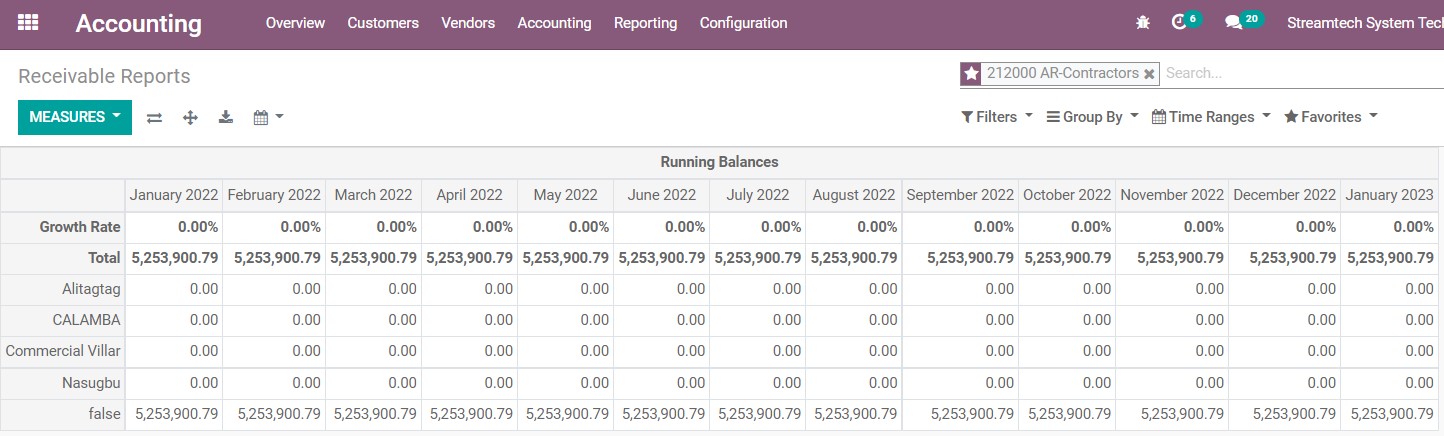 Accounting Overview Customers Vendors Accounting Reporting Configuration 6 20 Streamtech System Tecl
Receivable Reports 212000 AR-Contractors Search...
MEASURES Filters Group By Time Ranges Favorites
Running Balances
January 2022 February 2022 March 2022 April 2022 May 2022 June 2022 July 2022 August 2022 September 2022 October 2022 November 2022 December 2022 January 2023
Growth Rate 0.00% 0.00% 0.00% 0.00% 0.00% 0.00% 0.00% 0.00% 0.00% 0.00% 0.00% 0.00% 0.00%
Total 5,253,900.79 5,253,900.79 5,253,900.79 5,253,900.79 5,253,900.79 5,253,900.79 5,253,900.79 5,253,900.79 5,253,900.79 5,253,900.79 5,253,900.79 5,253,900.79 5,253,900.79
Alitagtag 0.00 0.00 0.00 0.00 0.00 0.00 0.00 0.00 0.00 0.00 0.00 0.00 0.00
CALAMBA 0.00 0.00 0.00 0.00 0.00 0.00 0.00 0.00 0.00 0.00 0.00 0.00 0.00
Commercial Villar 0.00 0.00 0.00 0.00 0.00 0.00 0.00 0.00 0.00 0.00 0.00 0.00 0.00
Nasugbu 0.00 0.00 0.00 0.00 0.00 0.00 0.00 0.00 0.00 0.00 0.00 0.00 0.00
false 5,253,900.79 5,253,900.79 5,253,900.79 5,253,900.79 5,253,900.79 5,253,900.79 5,253,900.79 5,253,900.79 5,253,900.79 5,253,900.79 5,253,900.79 5,253,900.79 5,253,900.79